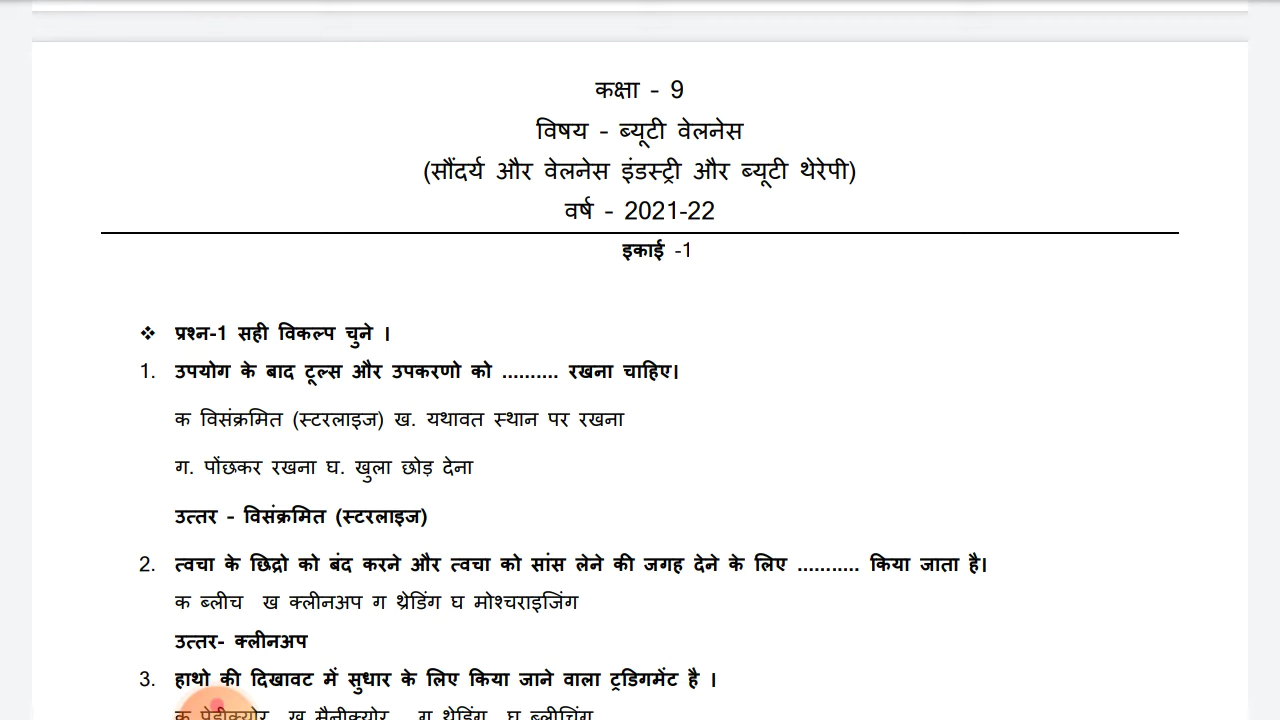 कक्षा - 9
विषय - ब्यूटी वेलनेस
(सौंदर्य और वेलनेस इंडस्ट्री और ब्यूटी थेरेपी)
वर्ष - 2021-22
इकाई -1
❖ प्रश्न-1 सही विकल्प चुने ।
1. उपयोग के बाद टूल्स और उपकरणो को .......... रखना चाहिए।
क विसंक्रमित (स्टरलाइज) ख. यथावत स्थान पर रखना
ग. पोंछकर रखना घ. खुला छोड़ देना
उत्तर - विसंक्रमित (स्टरलाइज)
2. त्वचा के छिद्रो को बंद करने और त्वचा को सांस लेने की जगह देने के लिए ........... किया जाता है।
क ब्लीच ख क्लीनअप ग थ्रेडिंग घ मोश्चराइजिंग
उत्तर- क्लीनअप
3. हाथो की दिखावट में सुधार के लिए किया जाने वाला ट्रडिगमेंट है ।
क पेडीक्योर ख मैनीक्योर ग थ्रेडिंग घ ब्लीचिंग